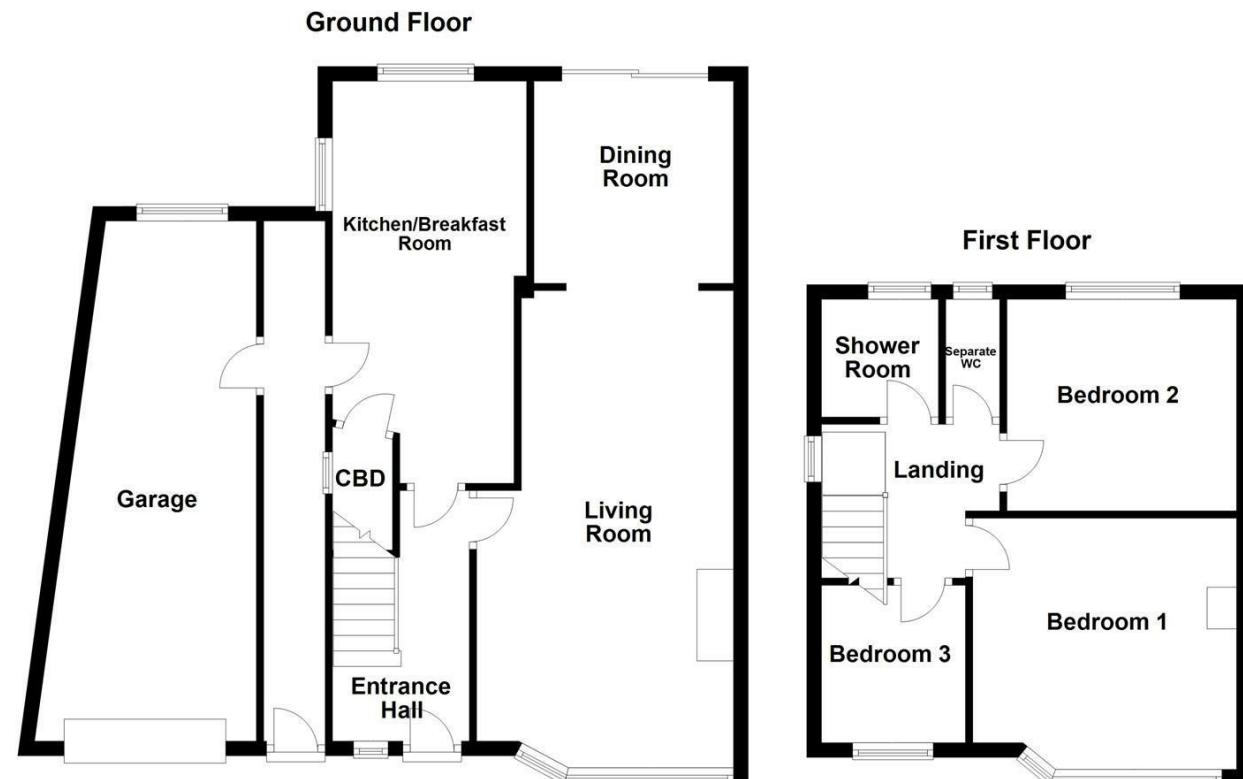 Ground Floor
Dining
Room
Kitchen/Breakfast
Room
CBD
Garage
Living
Room
Entrance
Hall
First Floor
Shower
Room
Separate
WC
Bedroom 2
Landing
Bedroom 1
Bedroom 3